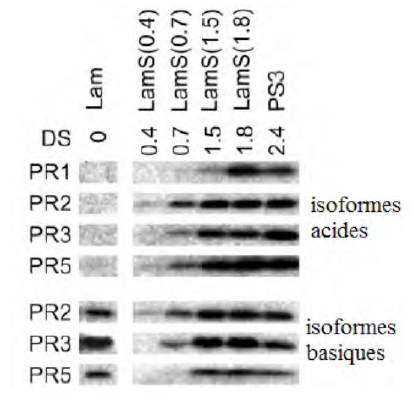 Lam LamS(0.4) LamS(0.7) LamS(1.5) LamS(1.8) PS3
DS 0 0.4 0.7 1.5 1.8 2.4
PR1
PR2 isoformes
PR3 acides
PR5
PR2 isoformes
PR3 basiques
PR5